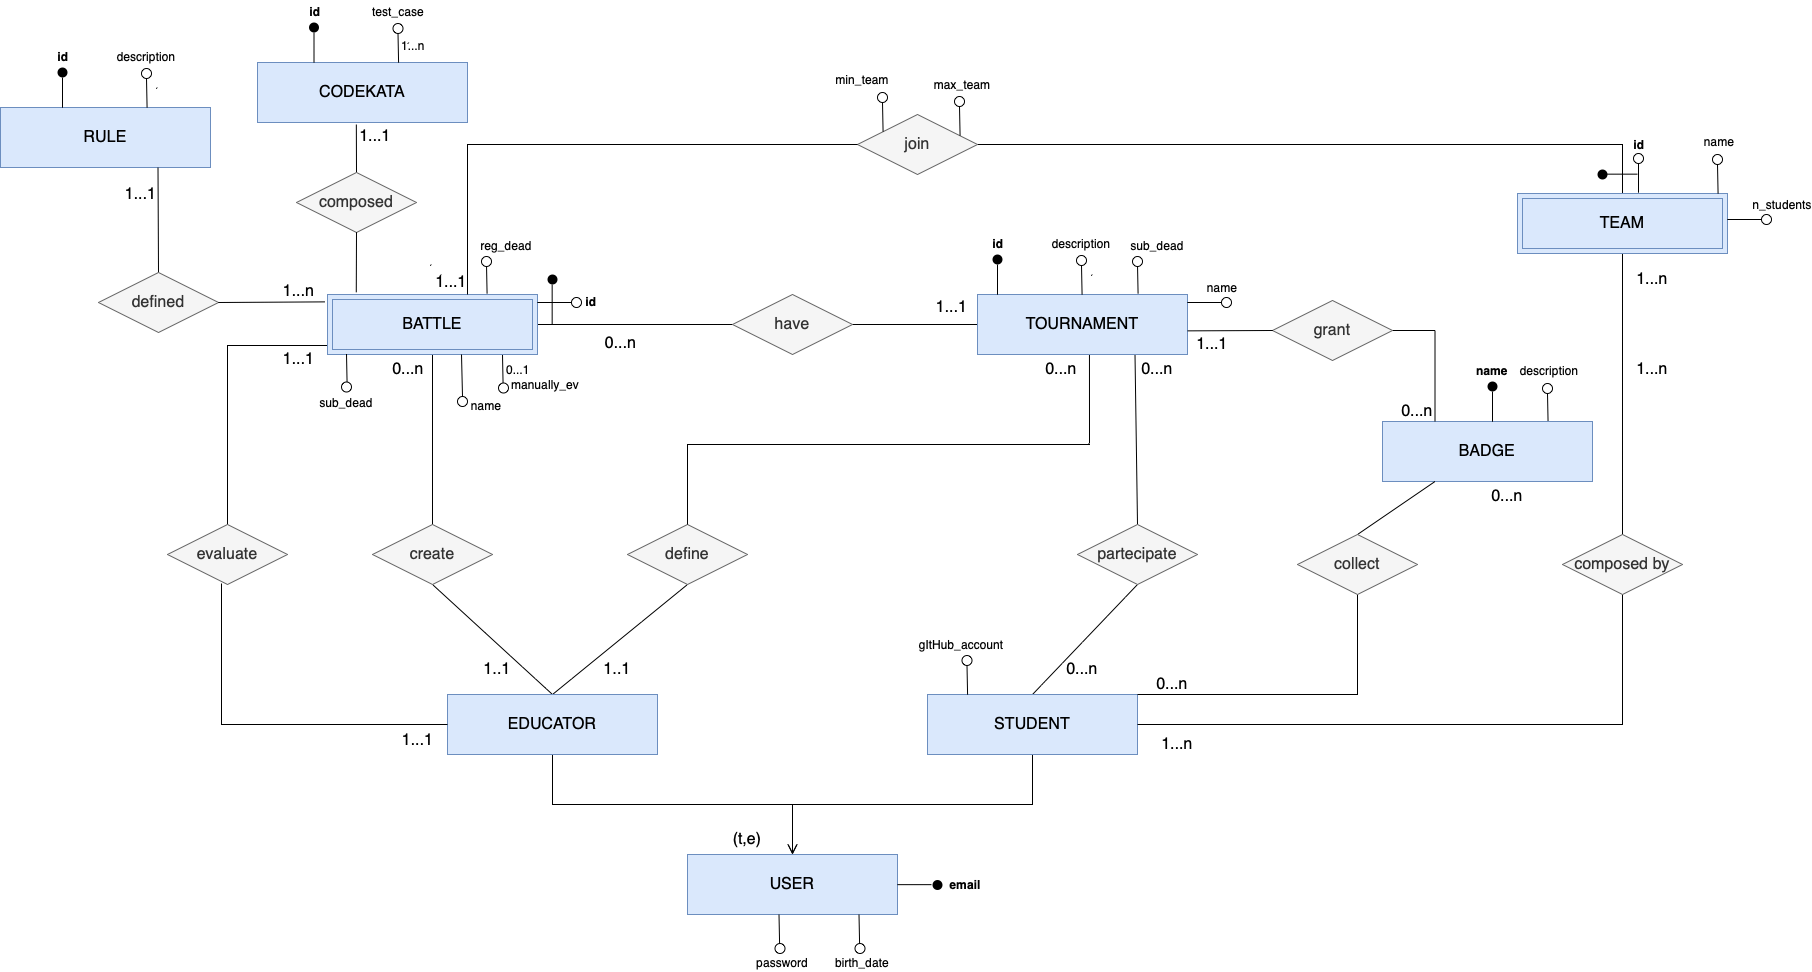 id
test_case
1...n
id
description
CODEKATA
RULE
1...1
1...1
composed
defined
1...n
min_team
max_team
join
id
name
n_students
TEAM
1...n
1...n
reg_dead
1...1
id
BATTLE
0...n
have
1...1
id
description
sub_dead
name
TOURNAMENT
1...1
grant
0...n
0...n
1...1
0...n
0...1
manually_ev
sub_dead
name
name
description
0...n
BADGE
0...n
evaluate
create
define
partecipate
collect
composed by
1..1
1..1
gItHub_account
0...n
0...n
EDUCATOR
STUDENT
1...1
1...n
(t,e)
USER
email
password
birth_date